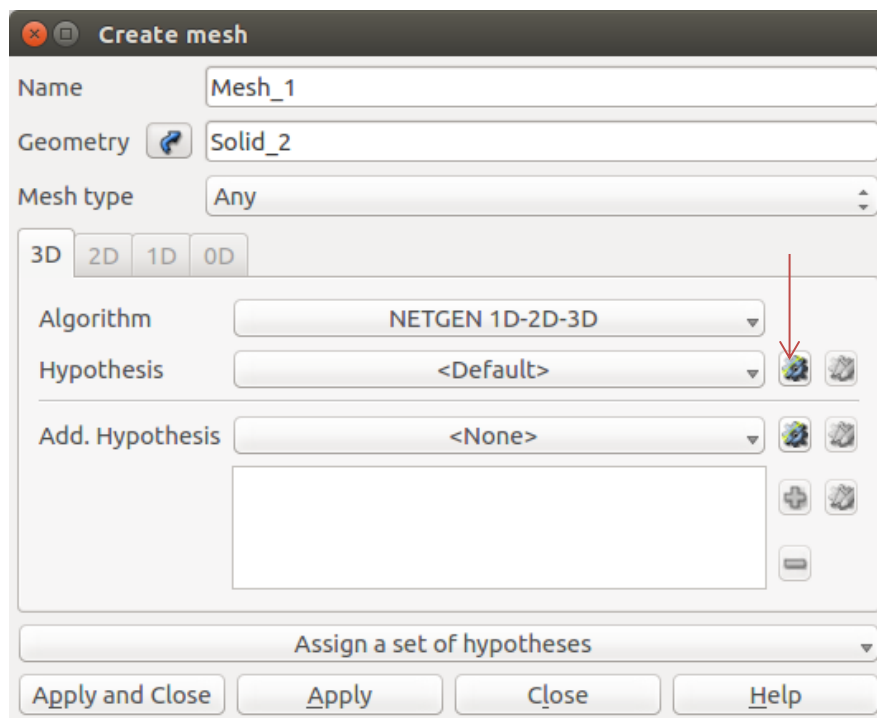 Create mesh
Name Mesh_1
Geometry Solid_2
Mesh type Any
3D 2D 1D 0D
Algorithm NETGEN 1D-2D-3D
Hypothesis <Default>
Add. Hypothesis <None>
Assign a set of hypotheses
Apply and Close Apply Close Help